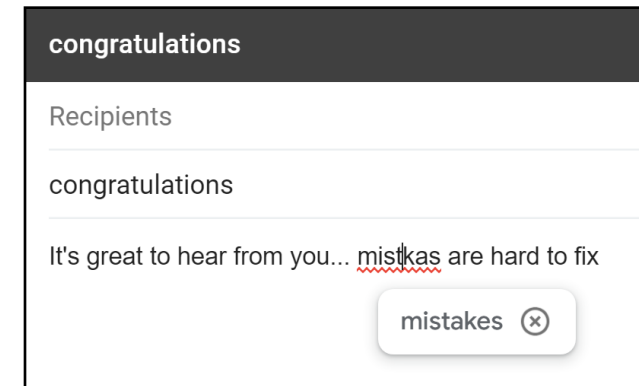 congratulations
Recipients
congratulations
It's great to hear from you... mistkas are hard to fix
mistakes